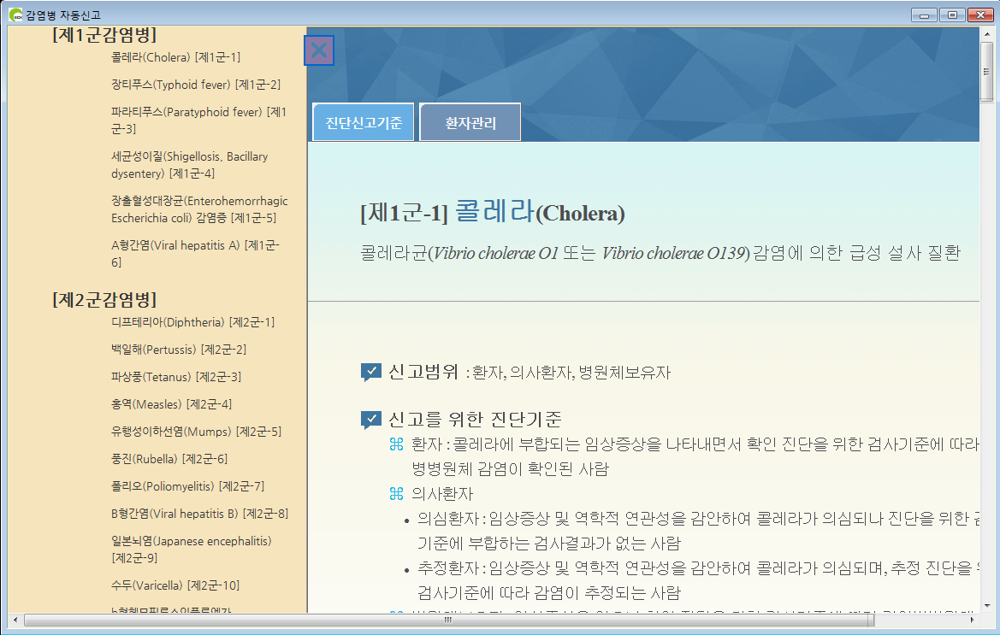 감염병 자동신고
[제1군감염병]
콜레라(Cholera) [제1군-1]
장티푸스(Typhoid fever) [제1군-2]
파라티푸스(Paratyphoid fever) [제1
군-3]
세균성이질(Shigellosis, Bacillary
dysentery) [제1군-4]
장출혈성대장균(Enterohemorrhagic
Escherichia coli) 감염증 [제1군-5]
A형간염(Viral hepatitis A) [제1군-
6]
[제2군감염병]
디프테리아(Diphtheria) [제2군-1]
백일해(Pertussis) [제2군-2]
파상풍(Tetanus) [제2군-3]
홍역(Measles) [제2군-4]
유행성이하선염(Mumps) [제2군-5]
풍진(Rubella) [제2군-6]
폴리오(Poliomyelitis) [제2군-7]
B형간염(Viral hepatitis B) [제2군-8]
일본뇌염(Japanese encephalitis)
[제2군-9]
수두(Varicella) [제2군-10]
진단신고기준
환자관리
[제1군-1] 콜레라(Cholera)
콜레라균(Vibrio cholerae O1 또는 Vibrio cholerae O139) 감염에 의한 급성 설사 질환
신고범위 : 환자, 의사환자, 병원체보유자
신고를 위한 진단기준
환자 : 콜레라에 부합되는 임상증상을 나타내면서 확인 진단을 위한 검사기준에 따라
병병원체 감염이 확인된 사람
의사환자
• 의심환자 : 임상증상 및 역학적 연관성을 감안하여 콜레라가 의심되나 진단을 위한
기준에 부합하는 검사결과가 없는 사람
• 추정환자 : 임상증상 및 역학적 연관성을 감안하여 콜레라가 의심되며, 추정 진단을
검사기준에 따라 감염이 추정되는 사람